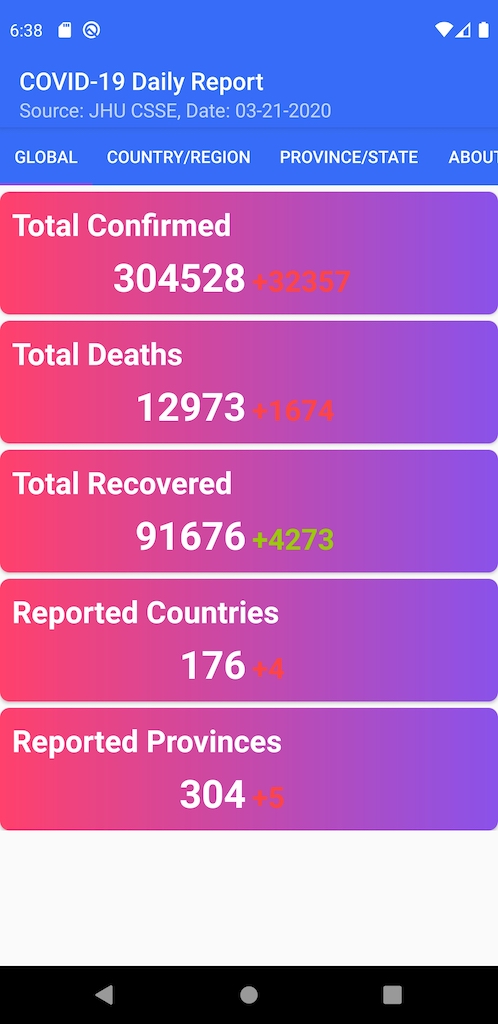 6:38
COVID-19 Daily Report
Source: JHU CSSE, Date: 03-21-2020
GLOBAL COUNTRY/REGION PROVINCE/STATE ABOUT
Total Confirmed
304528 +32357
Total Deaths
12973 +1674
Total Recovered
91676 +4273
Reported Countries
176 +4
Reported Provinces
304 +5